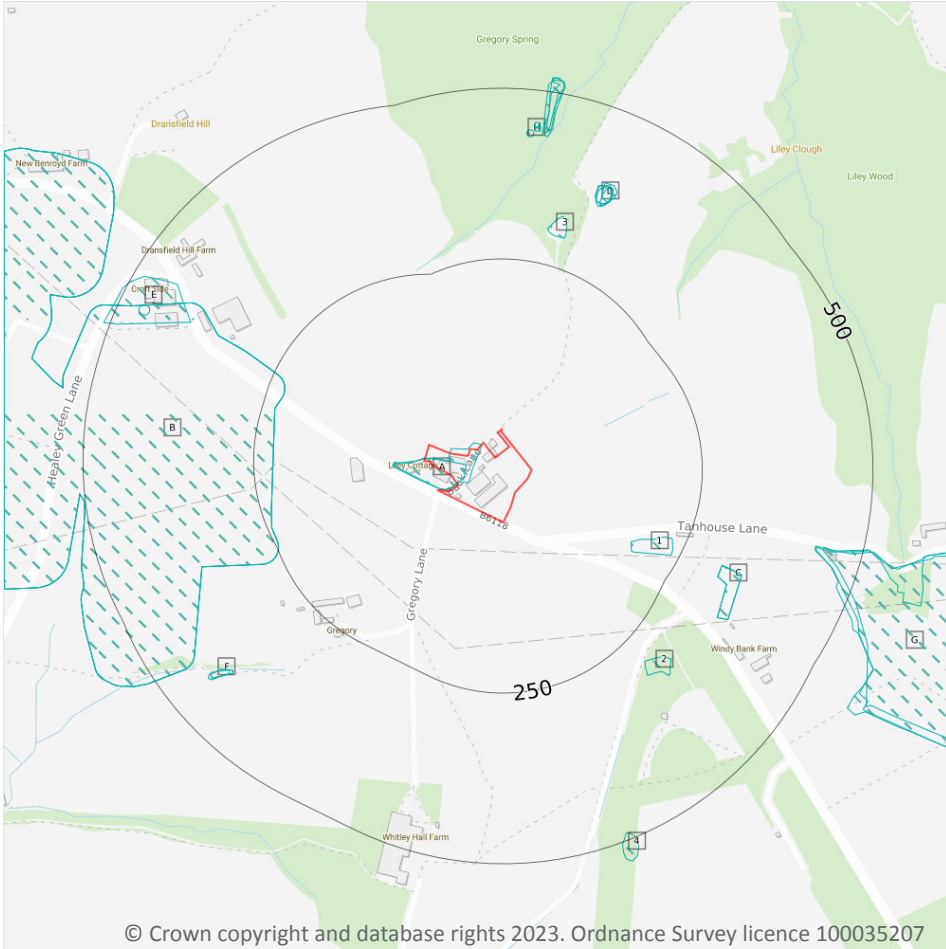 Gregory Spring
Dransfield Hill
Liley Clough
New Benroyd Farm
Liley Wood
3
Dransfield Hill Farm
E
500
Healey Green Lane
B
A
B6118
Tanhouse Lane
1
C
Gregory Lane
Gregory
G
F
2
Windy Bank Farm
250
Whitley Hall Farm
4
© Crown copyright and database rights 2023. Ordnance Survey licence 100035207